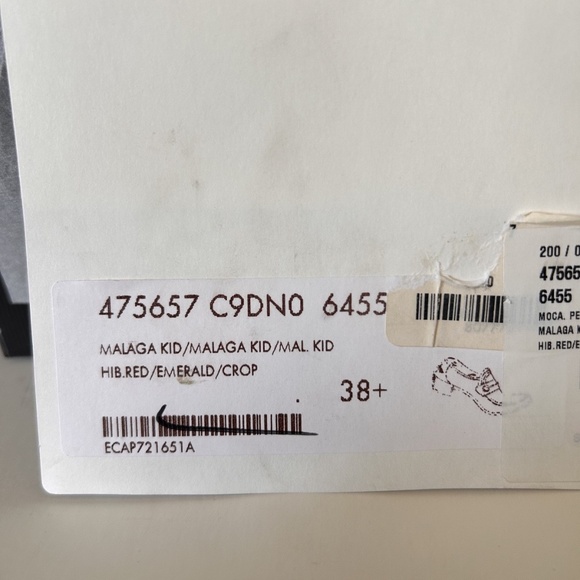 475657 C9DN0 6455
MALAGA KID/MALAGA KID/MAL. KID
HIB.RED/EMERALD/CROP
38+
ECAP721651A
200 / 0
47565
6455
MOCA. PE
MALAGA K
HIB.RED/E